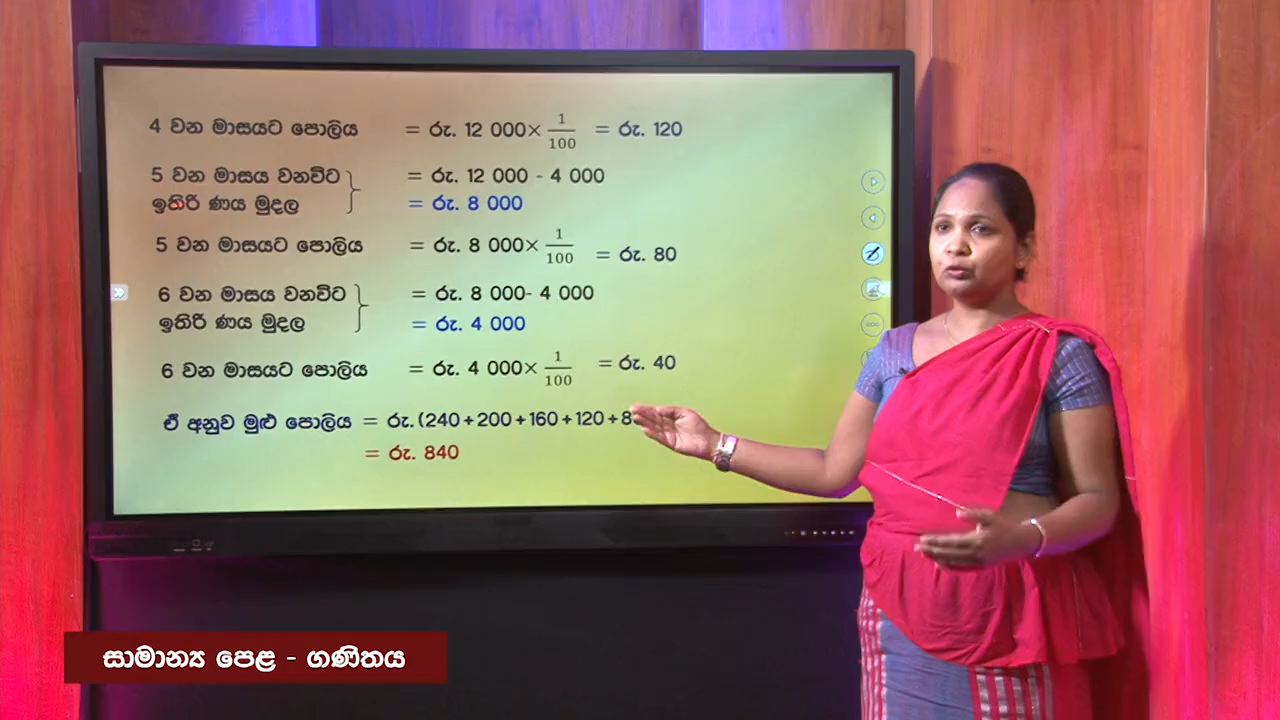 4 වන මාසයට පොලිය = රු. 12 000× 1/100 = රු. 120
5 වන මාසය වනවිට = රු. 12 000 - 4 000
ඉතිරි ණය මුදල = රු. 8 000
5 වන මාසයට පොලිය = රු. 8 000× 1/100 = රු. 80
6 වන මාසය වනවිට = රු. 8 000- 4 000
ඉතිරි ණය මුදල = රු. 4 000
6 වන මාසයට පොලිය = රු. 4 000× 1/100 = රු. 40
ඒ අනුව මුළු පොලිය = රු. (240+200+160+120+8
= රු. 840
සාමාන්‍ය පෙළ - ගණිතය